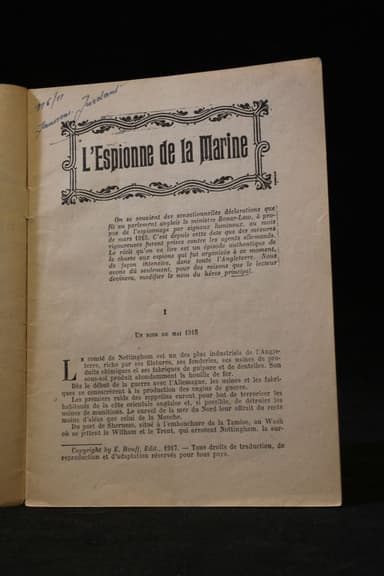 L'Espionne de la Marine
On se souvient des sensationnelles déclarations que
fit au parlement anglais le ministre Bonar-Law, à pro-
pos de l'espionnage par signaux lumineux, au mois
de mars 1915. C'est depuis cette date que des mesures
vigoureuses furent prises contre les agents allemands.
Le récit qu'on va lire est un épisode authentique de
la chasse aux espions qui fut organisée à ce moment,
de façon intensive, dans toute l'Angleterre. Nous
avons dû seulement, pour des raisons que le lecteur
devinera, modifier le nom du héros principal.
I
UN SOIR DE MAI 1915
Le comté de Nottingham est un des plus industriels de l'Angle-
terre, riche par ses filatures, ses fonderies, ses usines de pro-
duits chimiques et ses fabriques de guipure et de dentelles. Son
sous-sol produit abondamment la houille de fer.
Dès le début de la guerre avec l'Allemagne, les usines et les fabri-
ques se consacrèrent à la production des engins de guerre.
Les premiers raids des zeppelins eurent pour but de terroriser les
habitants de la côte orientale anglaise et, si possible, de détruire les
usines de munitions. Le curved de la mer du Nord leur offrait du reste
moins d'aléas que celui de la Manche.
Du port de Sherness, situé à l'embouchure de la Tamise, au Wash
où se jettent le Witham et le Trent, qui arrosent Nottingham, la sur-
Copyright by E. Rouff, Edit., 1917. — Tous droits de traduction, de
reproduction et d'adaptation réservés pour tous pays.